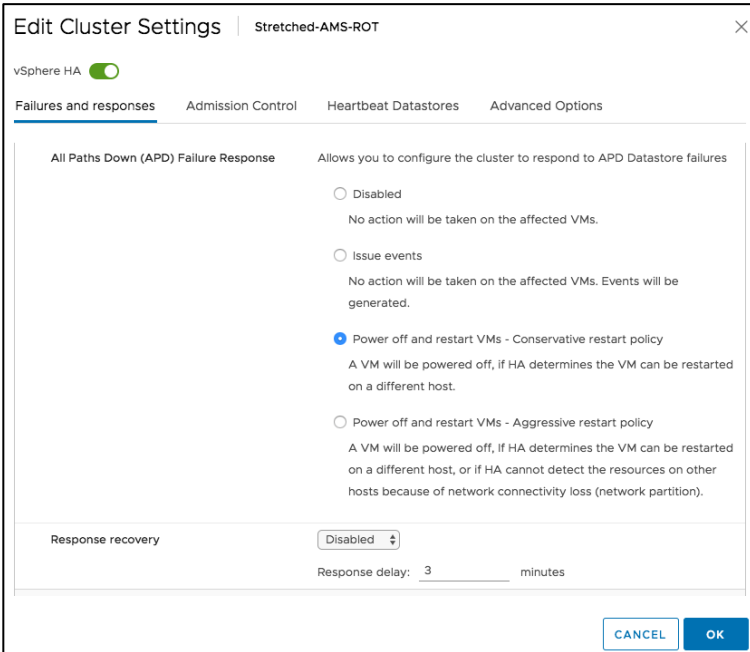 Edit Cluster Settings Stretched-AMS-ROT
vSphere HA
Failures and responses Admission Control Heartbeat Datastores Advanced Options
All Paths Down (APD) Failure Response Allows you to configure the cluster to respond to APD Datastore failures
Disabled
No action will be taken on the affected VMs.
Issue events
No action will be taken on the affected VMs. Events will be
generated.
Power off and restart VMs - Conservative restart policy
A VM will be powered off, if HA determines the VM can be restarted
on a different host.
Power off and restart VMs - Aggressive restart policy
A VM will be powered off, If HA determines the VM can be restarted
on a different host, or if HA cannot detect the resources on other
hosts because of network connectivity loss (network partition).
Response recovery Disabled
Response delay: 3 minutes
CANCEL OK